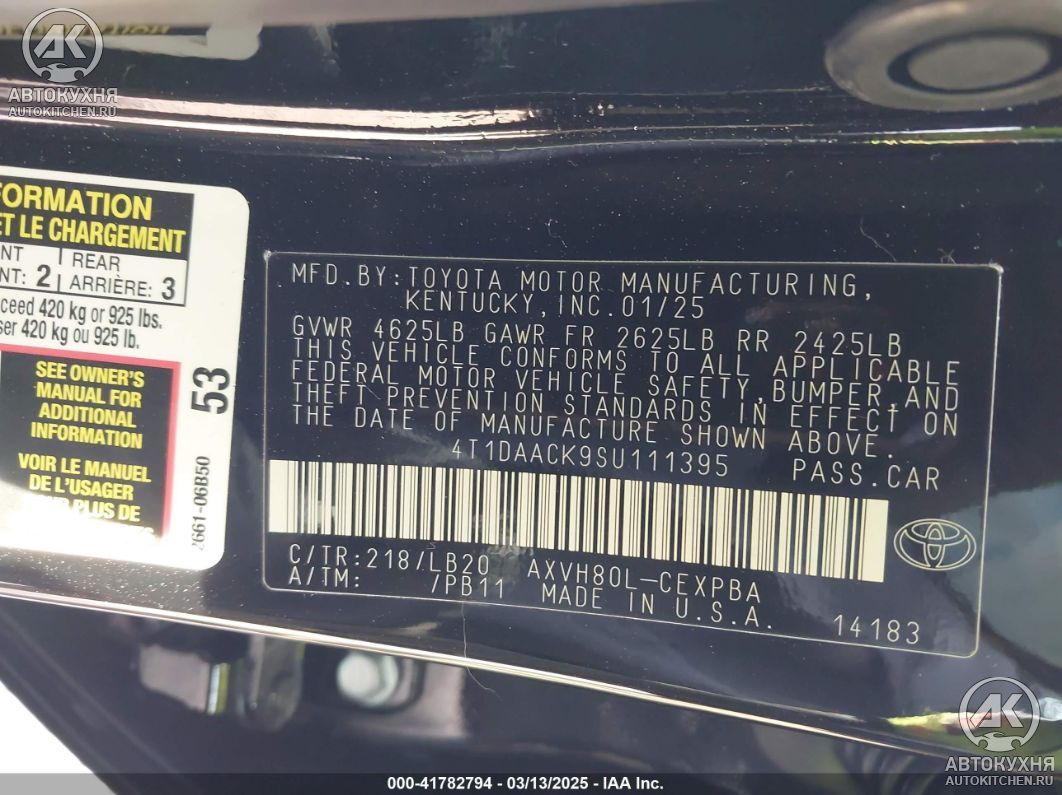 АВТОКУХНЯ
AUTOKITCHEN.RU
FORMATION
ET LE CHARGEMENT
REAR
2
ARRIÈRE: 3
420 kg or 925 lbs.
420 kg ou 925 lb.
SEE OWNER'S
MANUAL FOR
ADDITIONAL
INFORMATION
VOIR LE MANUEL
DE L'USAGER
PLUS DE
53
661-06B50
MFD.BY:TOYOTA MOTOR MANUFACTURING,
KENTUCKY,INC.01/25
GVWR 4625LB GAWR FR 2625LB RR 2425LB
THIS VEHICLE CONFORMS TO ALL APPLICABLE
FEDERAL MOTOR VEHICLE SAFETY,BUMPER,AND
THEFT PREVENTION STANDARDS IN EFFECT ON
THE DATE OF MANUFACTURE SHOWN ABOVE.
4T1DAACK9SU111395 PASS.CAR
C/TR:218/LB20 AXVH80L-CEXPBA
A/TM: /PB11 MADE IN U.S.A.
14183
АВТОКУХНЯ
AUTOKITCHEN.RU
000-41782794 - 03/13/2025 - IAA Inc.